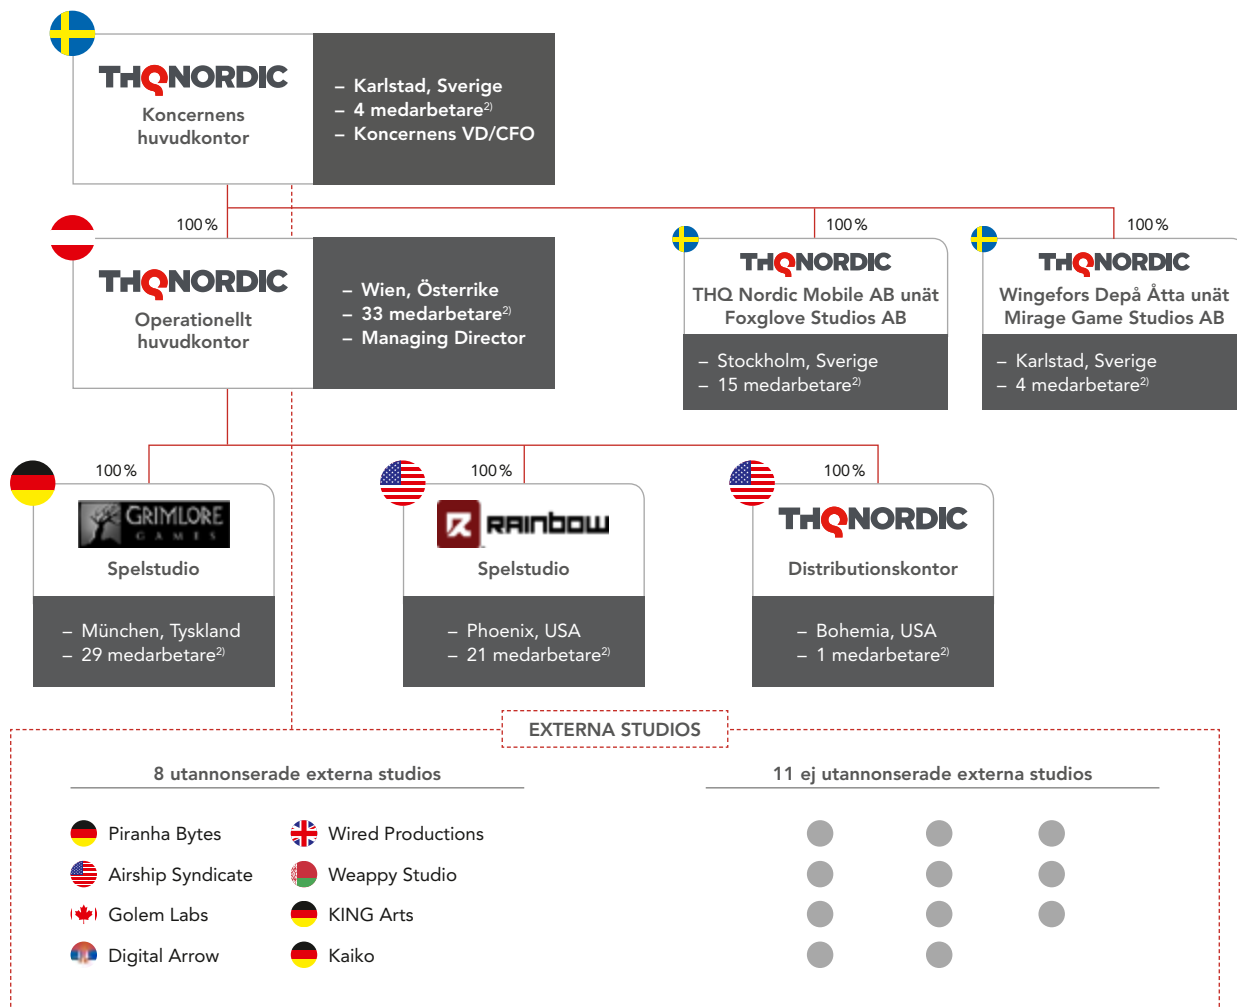 THQNORDIC
Koncernens
huvudkontor
– Karlstad, Sverige
– 4 medarbetare2)
– Koncernens VD/CFO
100 %
100 %
100 %
THQNORDIC
Operationellt
huvudkontor
– Wien, Österrike
– 33 medarbetare2)
– Managing Director
THQNORDIC
THQ Nordic Mobile AB unät
Foxglove Studios AB
– Stockholm, Sverige
– 15 medarbetare2)
THQNORDIC
Wingefors Depå Åtta unät
Mirage Game Studios AB
– Karlstad, Sverige
– 4 medarbetare2)
100 %
100 %
100 %
GRIMLORE
GAMES
Spelstudio
– München, Tyskland
– 29 medarbetare2)
RAINBOW
Spelstudio
– Phoenix, USA
– 21 medarbetare2)
THQNORDIC
Distributionskontor
– Bohemia, USA
– 1 medarbetare2)
EXTERNA STUDIOS
8 utannonserade externa studios
Piranha Bytes
Airship Syndicate
Golem Labs
Digital Arrow
Wired Productions
Weappy Studio
KING Arts
Kaiko
11 ej utannonserade externa studios